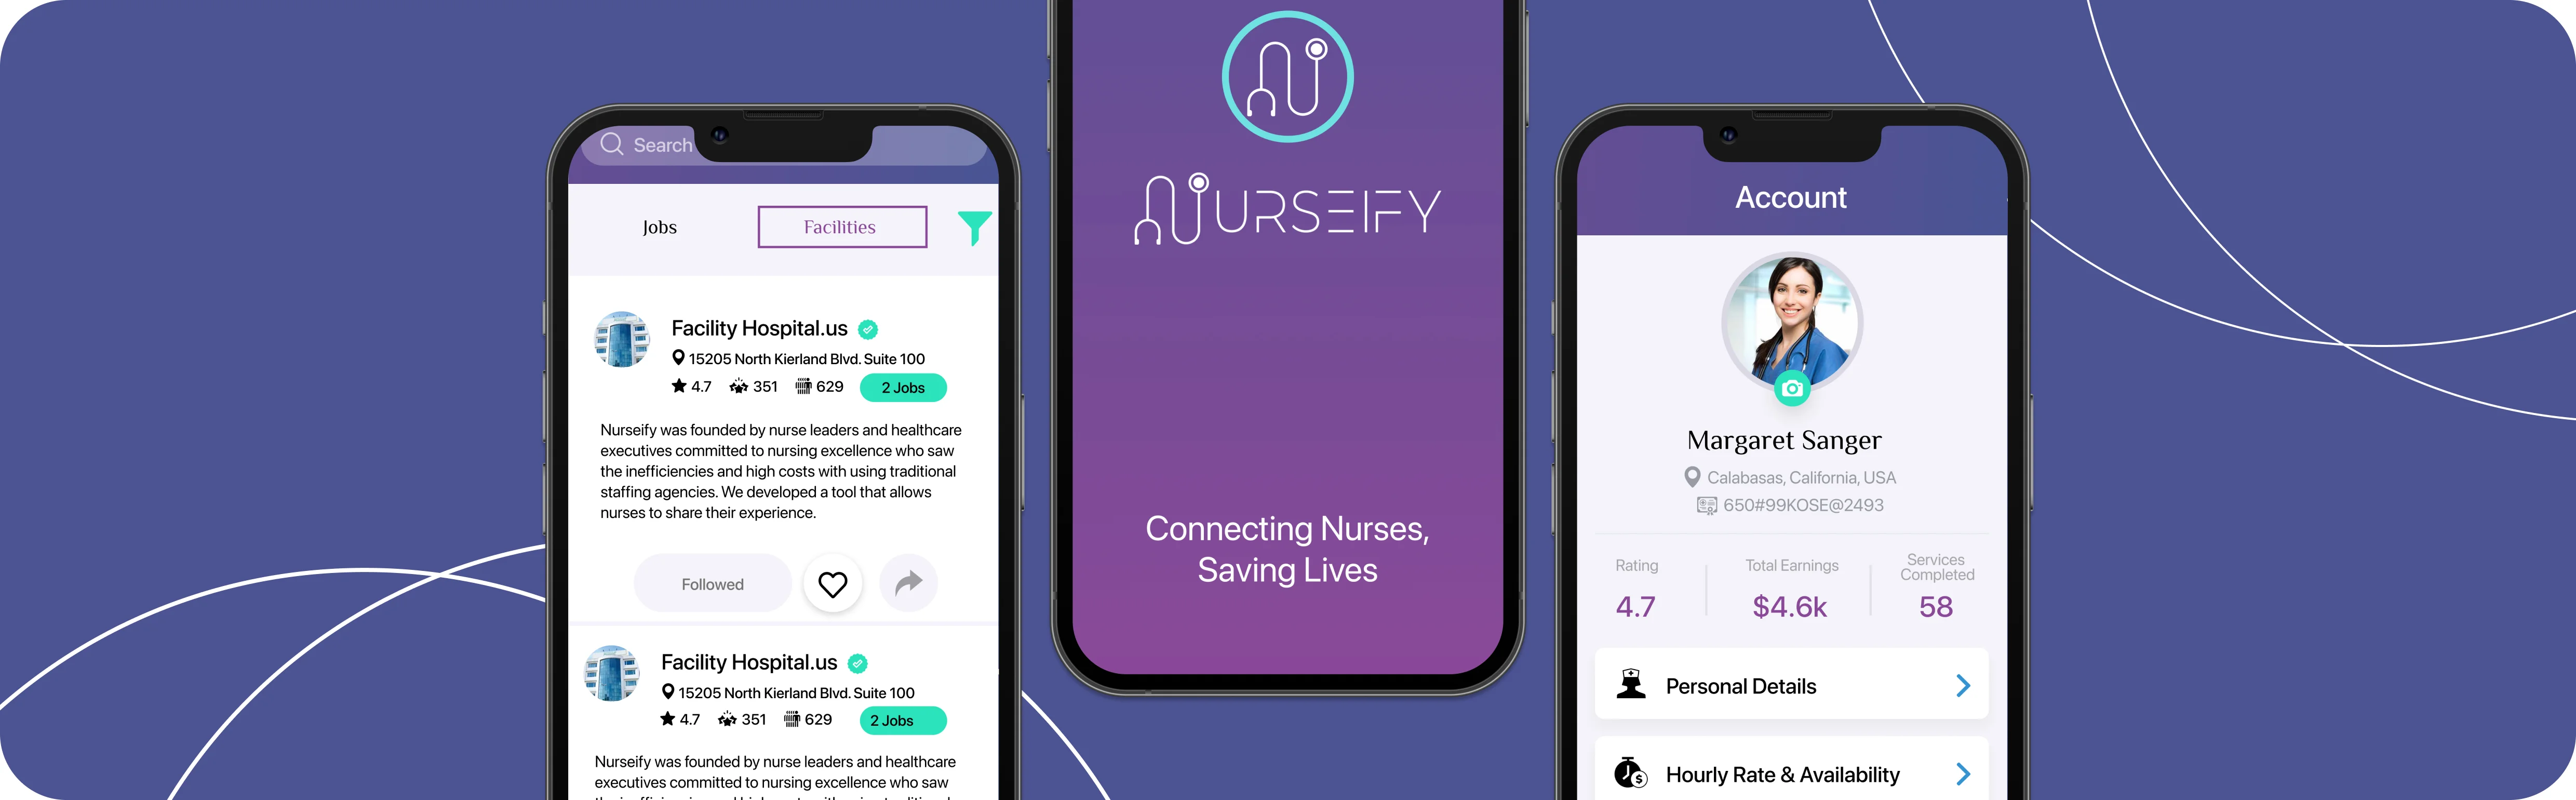 Search
Jobs
Facilities
Facility Hospital.us
15205 North Kierland Blvd. Suite 100
4.7 351 629 2 Jobs
Nurseify was founded by nurse leaders and healthcare
executives committed to nursing excellence who saw
the inefficiencies and high costs with using traditional
staffing agencies. We developed a tool that allows
nurses to share their experience.
Followed
Facility Hospital.us
15205 North Kierland Blvd. Suite 100
4.7 351 629 2 Jobs
Nurseify was founded by nurse leaders and healthcare
executives committed to nursing excellence who saw
NURSEIFY
Connecting Nurses,
Saving Lives
Account
Margaret Sanger
Calabasas, California, USA
650#99KOSE@2493
Rating
4.7
Total Earnings
$4.6k
Services
Completed
58
Personal Details
Hourly Rate & Availability